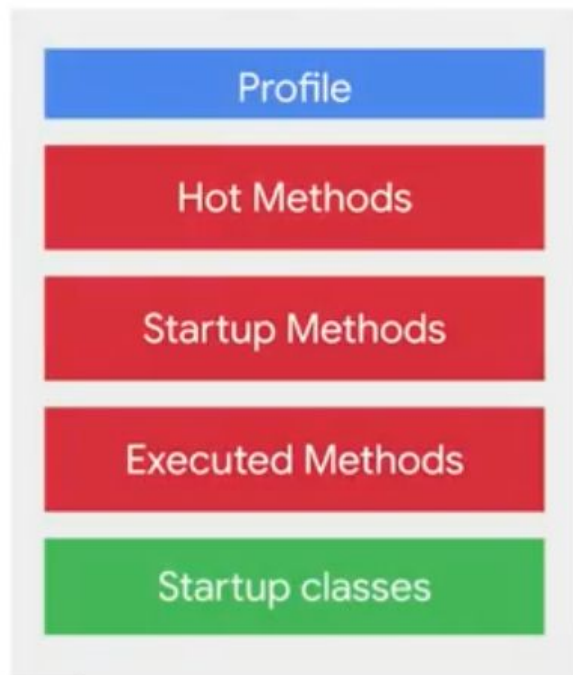 Profile
Hot Methods
Startup Methods
Executed Methods
Startup classes